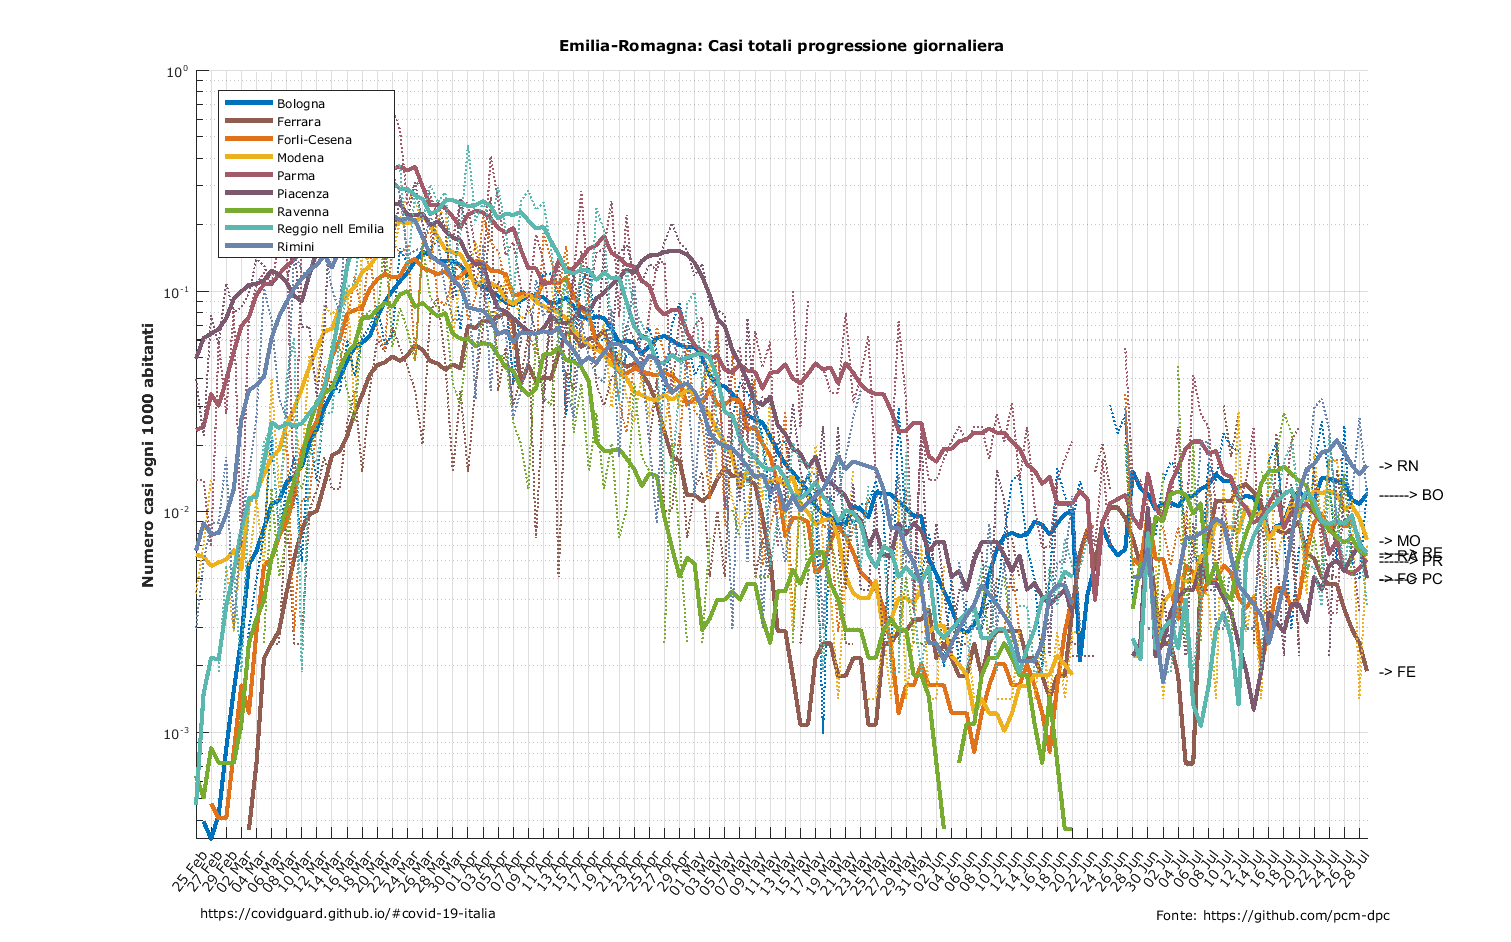 Emilia-Romagna: Casi totali progressione giornaliera
Numero casi ogni 1000 abitanti
10⁰
10⁻¹
10⁻²
10⁻³
Bologna
Ferrara
Forli-Cesena
Modena
Parma
Piacenza
Ravenna
Reggio nell Emilia
Rimini
-> RN
------> BO
-> MO
RE
-----> PR
PC
-> FE
25 Feb
27 Feb
29 Feb
02 Mar
04 Mar
06 Mar
08 Mar
10 Mar
12 Mar
14 Mar
16 Mar
18 Mar
20 Mar
22 Mar
24 Mar
26 Mar
28 Mar
30 Mar
01 Apr
03 Apr
05 Apr
07 Apr
09 Apr
11 Apr
13 Apr
15 Apr
17 Apr
19 Apr
21 Apr
23 Apr
25 Apr
27 Apr
29 Apr
01 May
03 May
05 May
07 May
09 May
11 May
13 May
15 May
17 May
19 May
21 May
23 May
25 May
27 May
29 May
31 May
02 Jun
04 Jun
06 Jun
08 Jun
10 Jun
12 Jun
14 Jun
16 Jun
18 Jun
20 Jun
22 Jun
24 Jun
26 Jun
28 Jun
30 Jun
02 Jul
04 Jul
06 Jul
08 Jul
10 Jul
12 Jul
14 Jul
16 Jul
18 Jul
20 Jul
22 Jul
24 Jul
26 Jul
28 Jul
https://covidguard.github.io/#covid-19-italia
Fonte: https://github.com/pcm-dpc